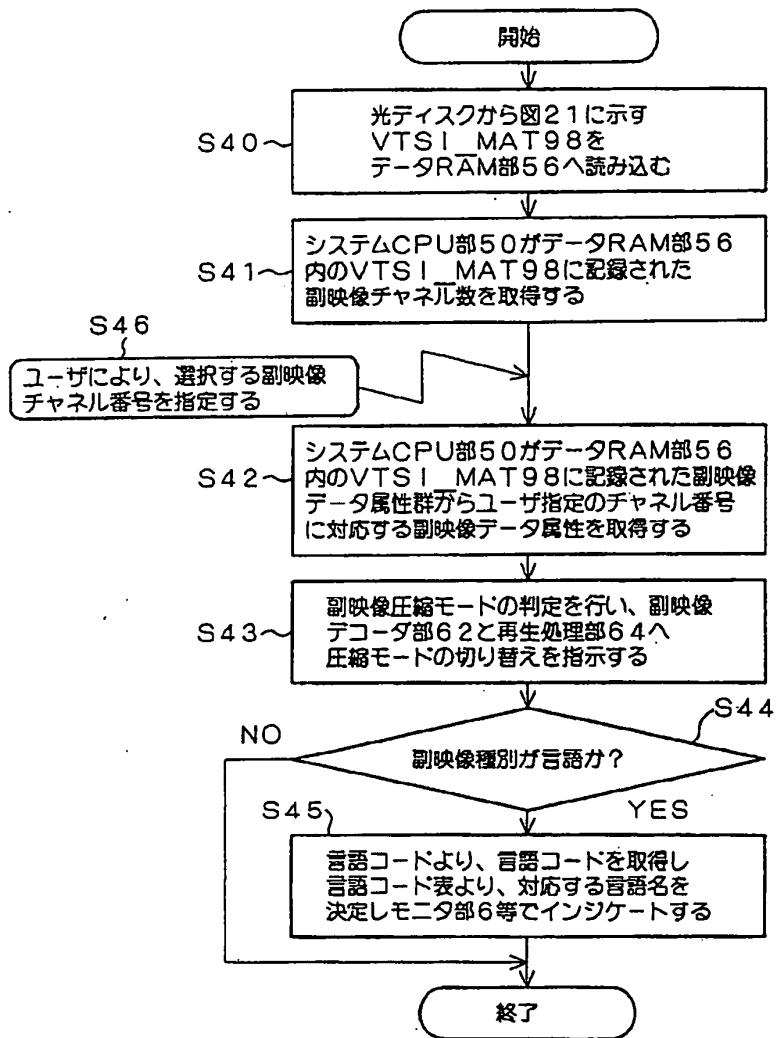 開始
S40
光ディスクから図21に示す
VTSI_MAT98を
データRAM部56へ読み込む
S41
システムCPU部50がデータRAM部56
内のVTSI_MAT98に記録された
副映像チャネル数を取得する
S46
ユーザにより、選択する副映像
チャネル番号を指定する
S42
システムCPU部50がデータRAM部56
内のVTSI_MAT98に記録された副映像
データ属性群からユーザ指定のチャネル番号
に対応する副映像データ属性を取得する
S43
副映像圧縮モードの判定を行い、副映像
デコーダ部62と再生処理部64へ
圧縮モードの切り替えを指示する
S44
NO
副映像種別が言語か?
S45
YES
言語コードより、言語コードを取得し
言語コード表より、対応する言語名を
決定しモニタ部6等でインジケートする
終了